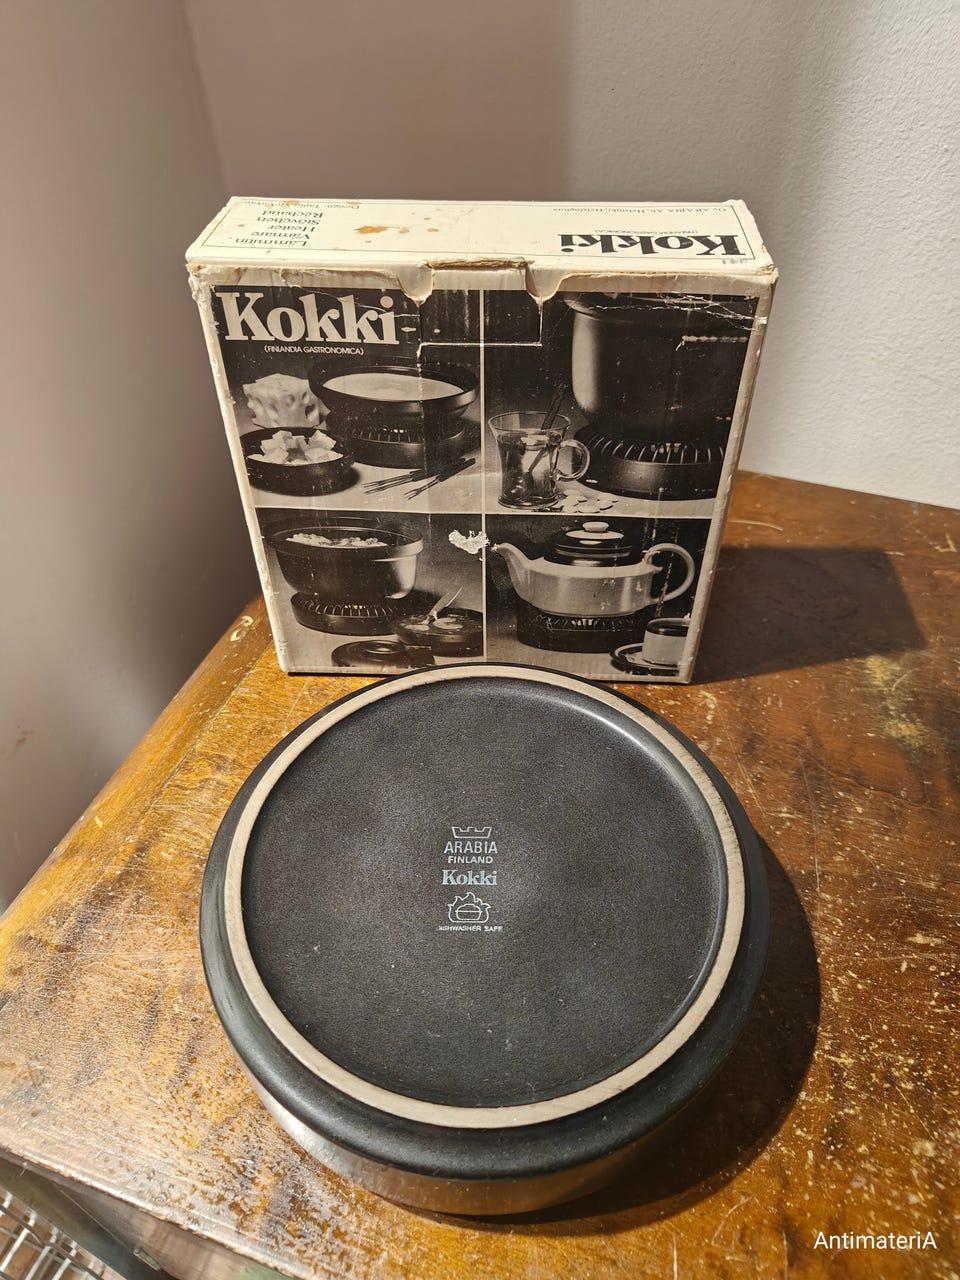 Lämmitin
Värmare
Heater
Stövchen
Réchaud
Kokki
(FINLANDIA GASTRONOMICA)
Kokki
(FINLANDIA GASTRONOMICA)
ARABIA
FINLAND
Kokki
DISHWASHER SAFE
AntimateriA